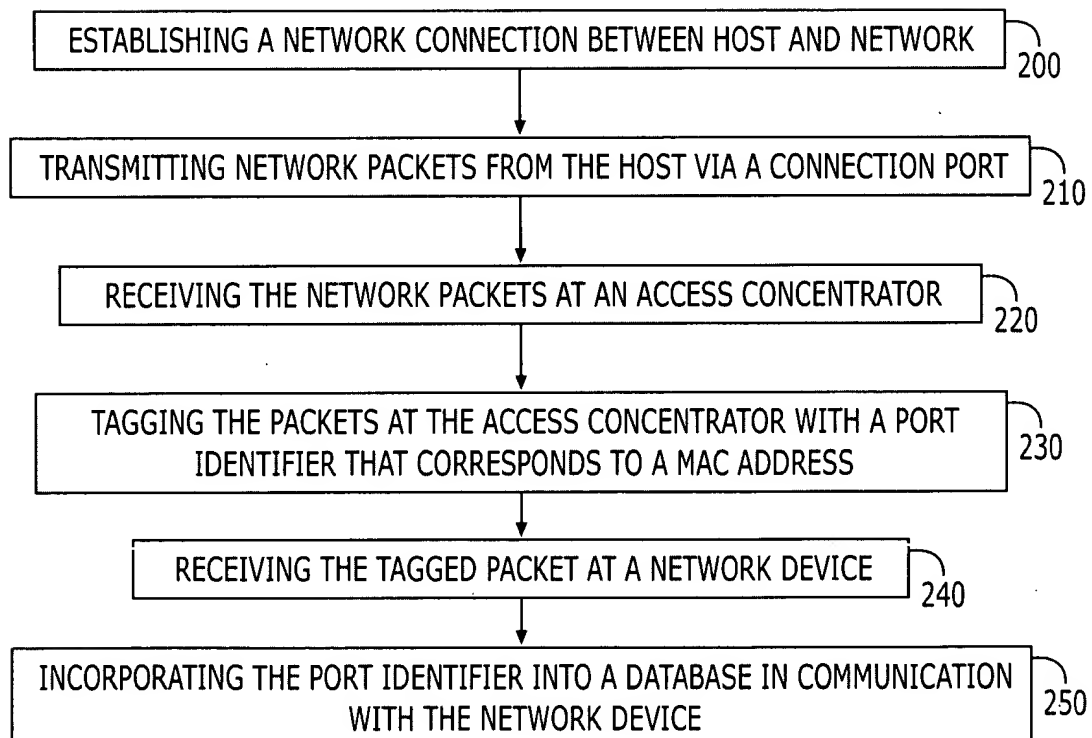 ESTABLISHING A NETWORK CONNECTION BETWEEN HOST AND NETWORK
200
TRANSMITTING NETWORK PACKETS FROM THE HOST VIA A CONNECTION PORT
210
RECEIVING THE NETWORK PACKETS AT AN ACCESS CONCENTRATOR
220
TAGGING THE PACKETS AT THE ACCESS CONCENTRATOR WITH A PORT
IDENTIFIER THAT CORRESPONDS TO A MAC ADDRESS
230
RECEIVING THE TAGGED PACKET AT A NETWORK DEVICE
240
INCORPORATING THE PORT IDENTIFIER INTO A DATABASE IN COMMUNICATION
WITH THE NETWORK DEVICE
250